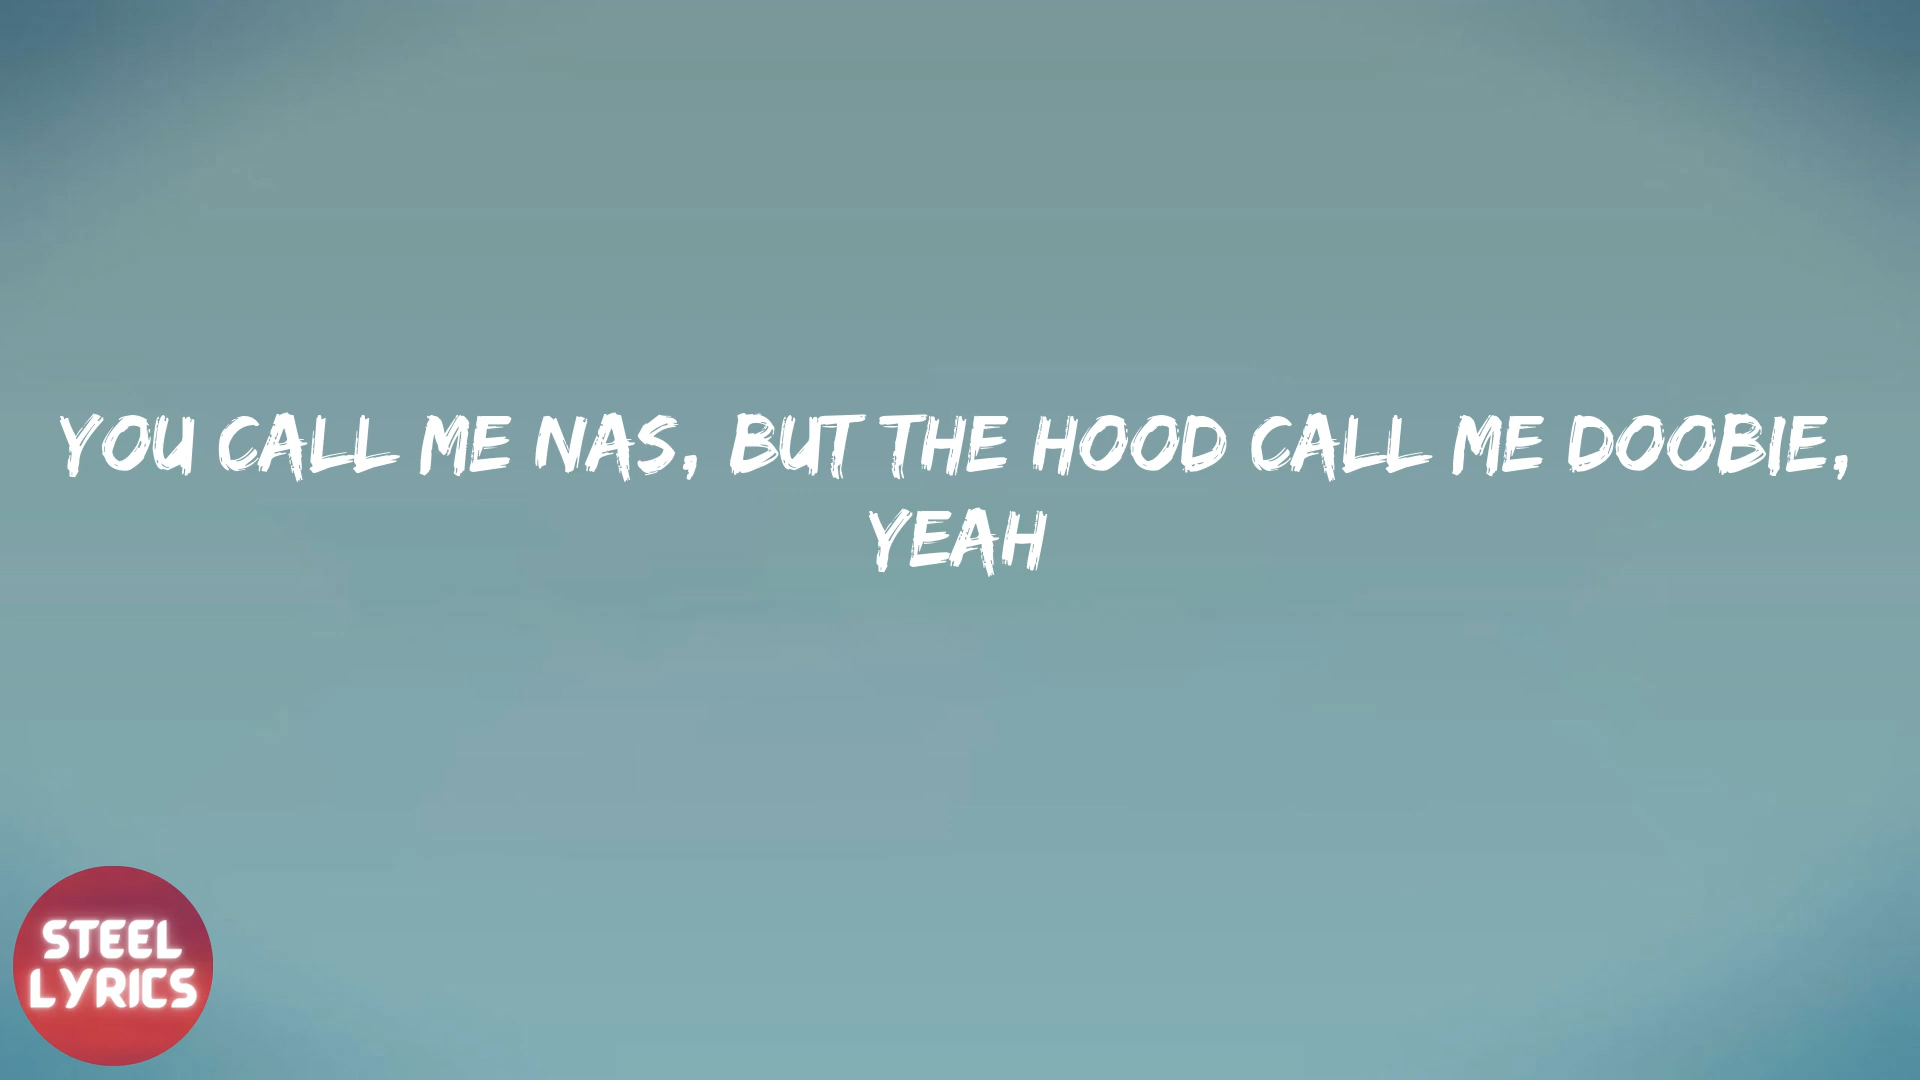 YOU CALL ME NAS, BUT THE HOOD CALL ME DOOBIE,
YEAH
STEEL
LYRICS